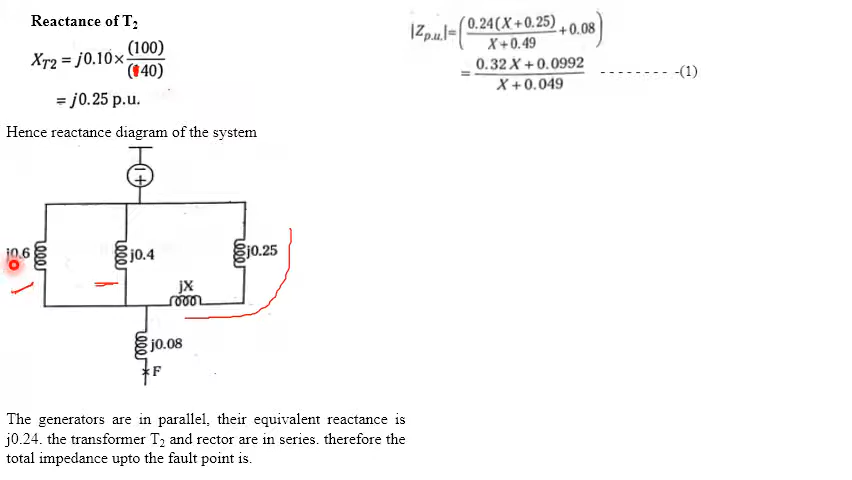 Reactance of T₂
X_T2 = j0.10 × (100)/(40)
= j0.25 p.u.
Hence reactance diagram of the system
j0.6
j0.4
j0.25
jX
j0.08
F
The generators are in parallel, their equivalent reactance is
j0.24. the transformer T₂ and rector are in series. therefore the
total impedance upto the fault point is.
|Z_p.u.| = (0.24(X+0.25)/X+0.49 + 0.08)
= 0.32 X + 0.0992/X + 0.049 - - - - - - - - -(1)